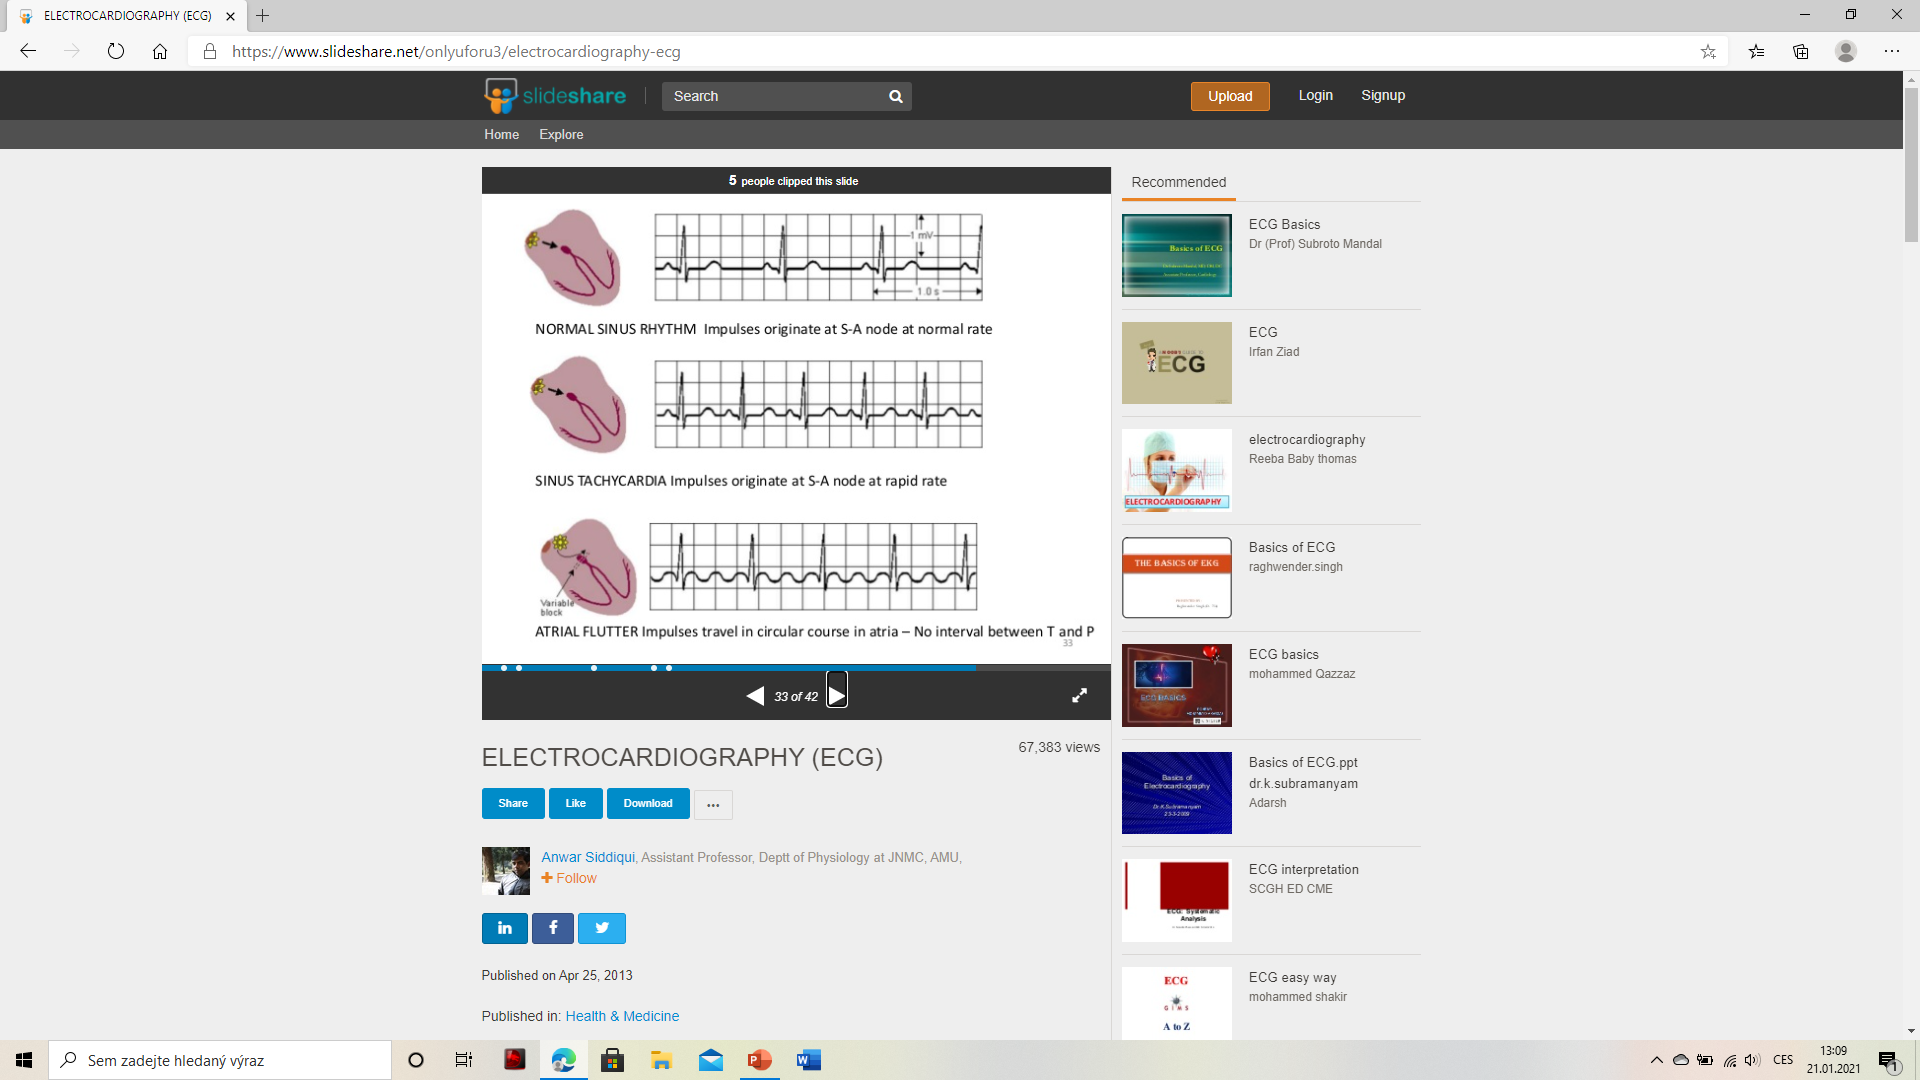 ELECTROCARDIOGRAPHY (ECG)
https://www.slideshare.net/onlyuforu3/electrocardiography-ecg
slideshare
Search
Upload
Login
Signup
Home
Explore
5 people clipped this slide
1 mV
1.0 s
NORMAL SINUS RHYTHM Impulses originate at S-A node at normal rate
SINUS TACHYCARDIA Impulses originate at S-A node at rapid rate
Variable
block
ATRIAL FLUTTER Impulses travel in circular course in atria – No interval between T and P
33
33 of 42
ELECTROCARDIOGRAPHY (ECG)
67,383 views
Share
Like
Download
Anwar Siddiqui, Assistant Professor, Deptt of Physiology at JNMC, AMU,
Follow
in
f
Published on Apr 25, 2013
Published in: Health & Medicine
Recommended
Basics of ECG
ECG Basics
Dr (Prof) Subroto Mandal
ECG
ECG
Irfan Ziad
ELECTROCARDIOGRAPHY
electrocardiography
Reeba Baby thomas
THE BASICS OF EKG
Basics of ECG
raghwender.singh
ECG BASICS
ECG basics
mohammed Qazzaz
Basics of
Electrocardiography
Dr.K.Subramanyam
Basics of ECG.ppt
dr.k.subramanyam
Adarsh
ECG: Systematic
Analysis
ECG interpretation
SCGH ED CME
ECG
GIMS
A to Z
ECG easy way
mohammed shakir
Sem zadejte hledaný výraz
CES
13:09
21.01.2021
1